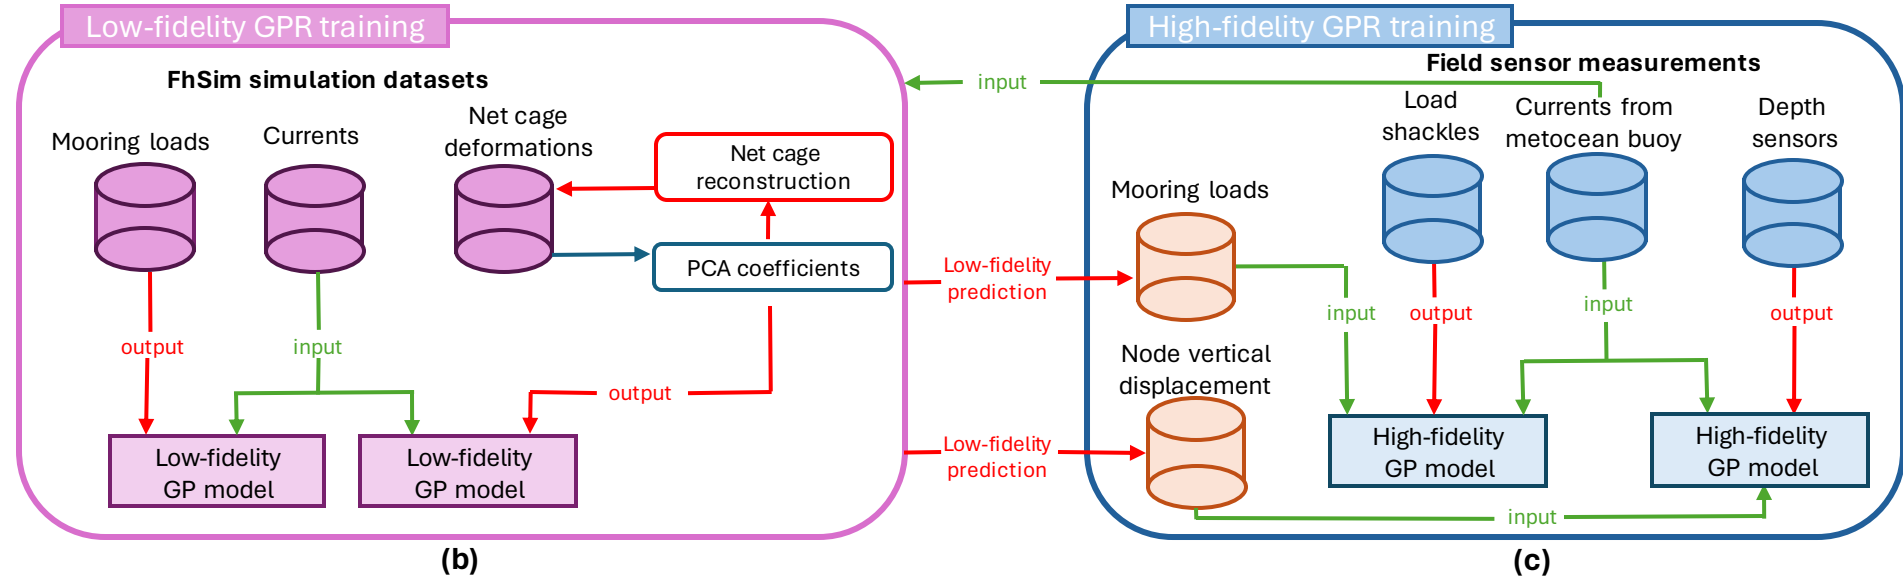 Low-fidelity GPR training
FhSim simulation datasets
Mooring loads
Currents
Net cage
deformations
Net cage
reconstruction
PCA coefficients
output
input
output
Low-fidelity
GP model
Low-fidelity
GP model
(b)
input
Low-fidelity
prediction
Low-fidelity
prediction
High-fidelity GPR training
Field sensor measurements
Load
shackles
Currents from
metocean buoy
Depth
sensors
Mooring loads
input
output
input
output
Node vertical
displacement
High-fidelity
GP model
High-fidelity
GP model
input
(c)